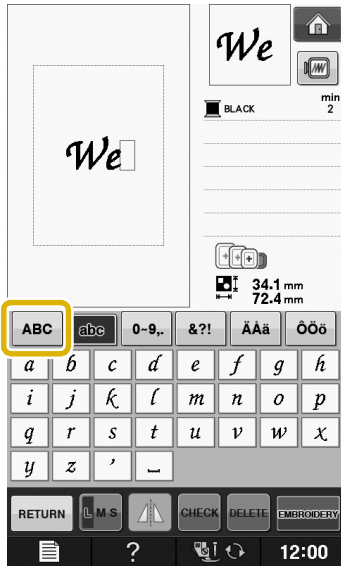 We
We
BLACK
min
2
34.1 mm
72.4 mm
ABC abc 0~9,. &?! ÄÅä ÔÖö
a b c d e f g h
i j k l m n o p
q r s t u v w x
y z ’ ⎵
RETURN L M S CHECK DELETE EMBROIDERY
? 12:00